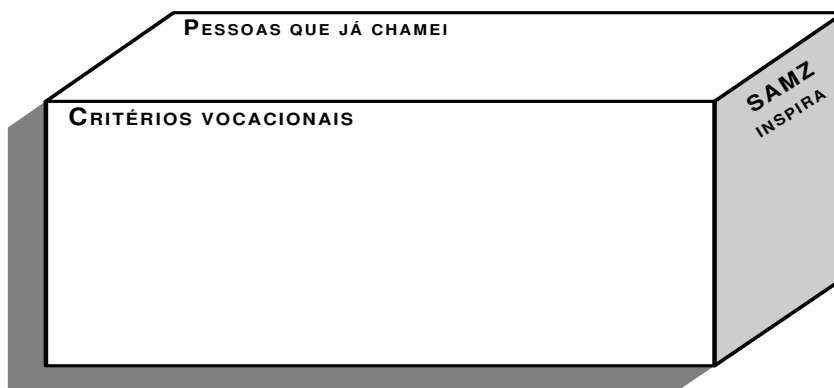 PESSOAS QUE JÁ CHAMEI
CRITÉRIOS VOCACIONAIS
SAMZ
INSPIRA